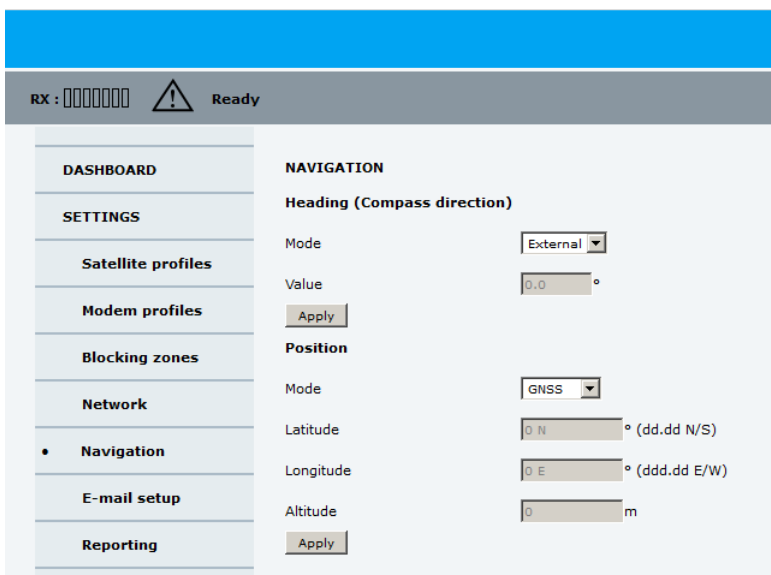 RX : Ready
DASHBOARD
SETTINGS
Satellite profiles
Modem profiles
Blocking zones
Network
• Navigation
E-mail setup
Reporting
NAVIGATION
Heading (Compass direction)
Mode External
Value 0.0 °
Apply
Position
Mode GNSS
Latitude 0 N ° (dd.dd N/S)
Longitude 0 E ° (ddd.dd E/W)
Altitude 0 m
Apply